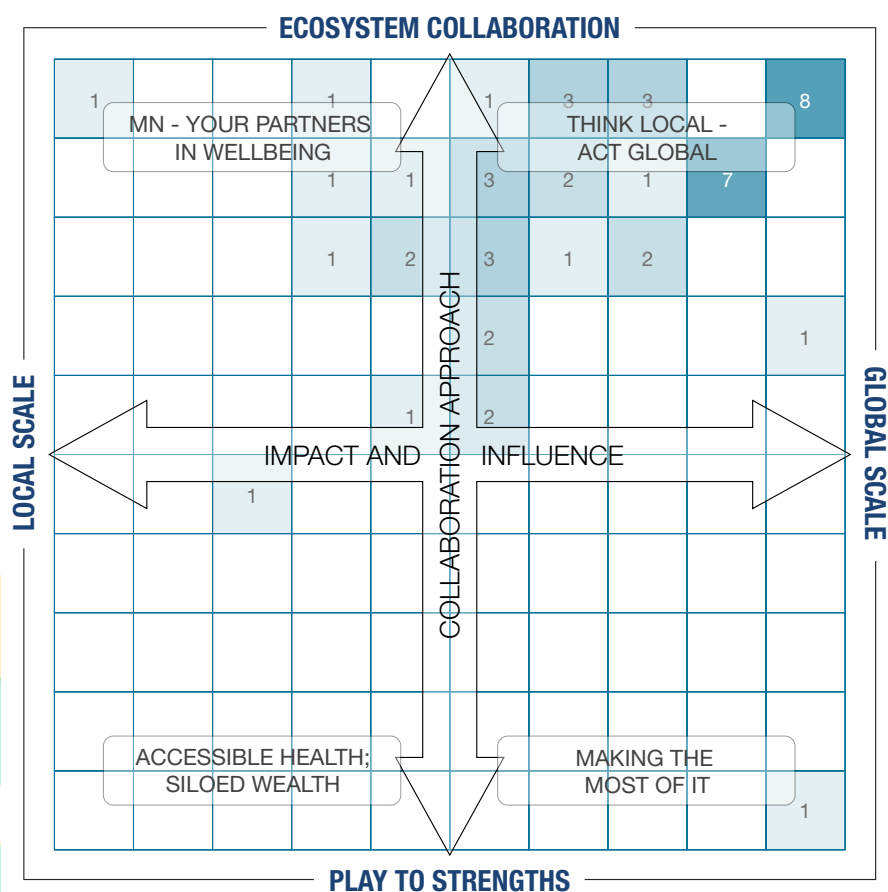 ECOSYSTEM COLLABORATION
1 1 1 3 3 8
MN - YOUR PARTNERS
IN WELLBEING
THINK LOCAL -
ACT GLOBAL
1 1 3 2 1 7
1 2 3 1 2
2 1
1 2
LOCAL SCALE
GLOBAL SCALE
IMPACT AND INFLUENCE
COLLABORATION APPROACH
1
ACCESSIBLE HEALTH;
SILOED WEALTH
MAKING THE
MOST OF IT
1
PLAY TO STRENGTHS